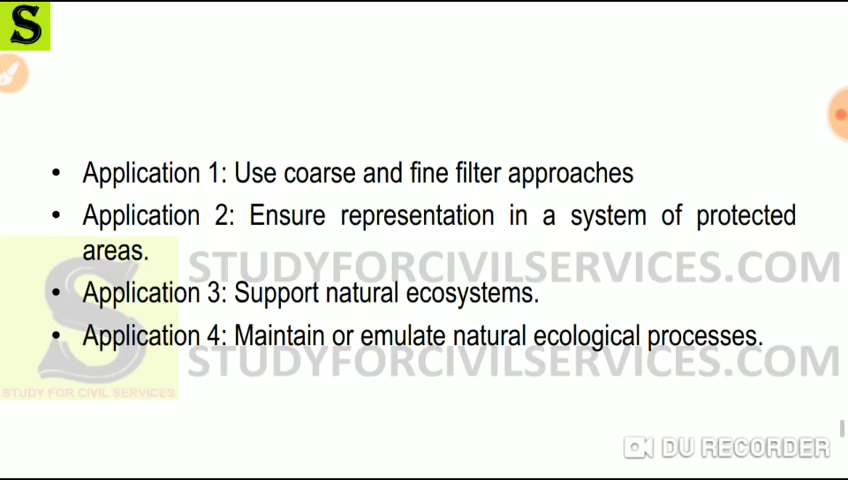 S
• Application 1: Use coarse and fine filter approaches
• Application 2: Ensure representation in a system of protected
areas.
STUDYFORCIVILSERVICES.COM
• Application 3: Support natural ecosystems.
• Application 4: Maintain or emulate natural ecological processes.
STUDYFORCIVILSERVICES.COM
S
STUDY FOR CIVIL SERVICES
DU RECORDER